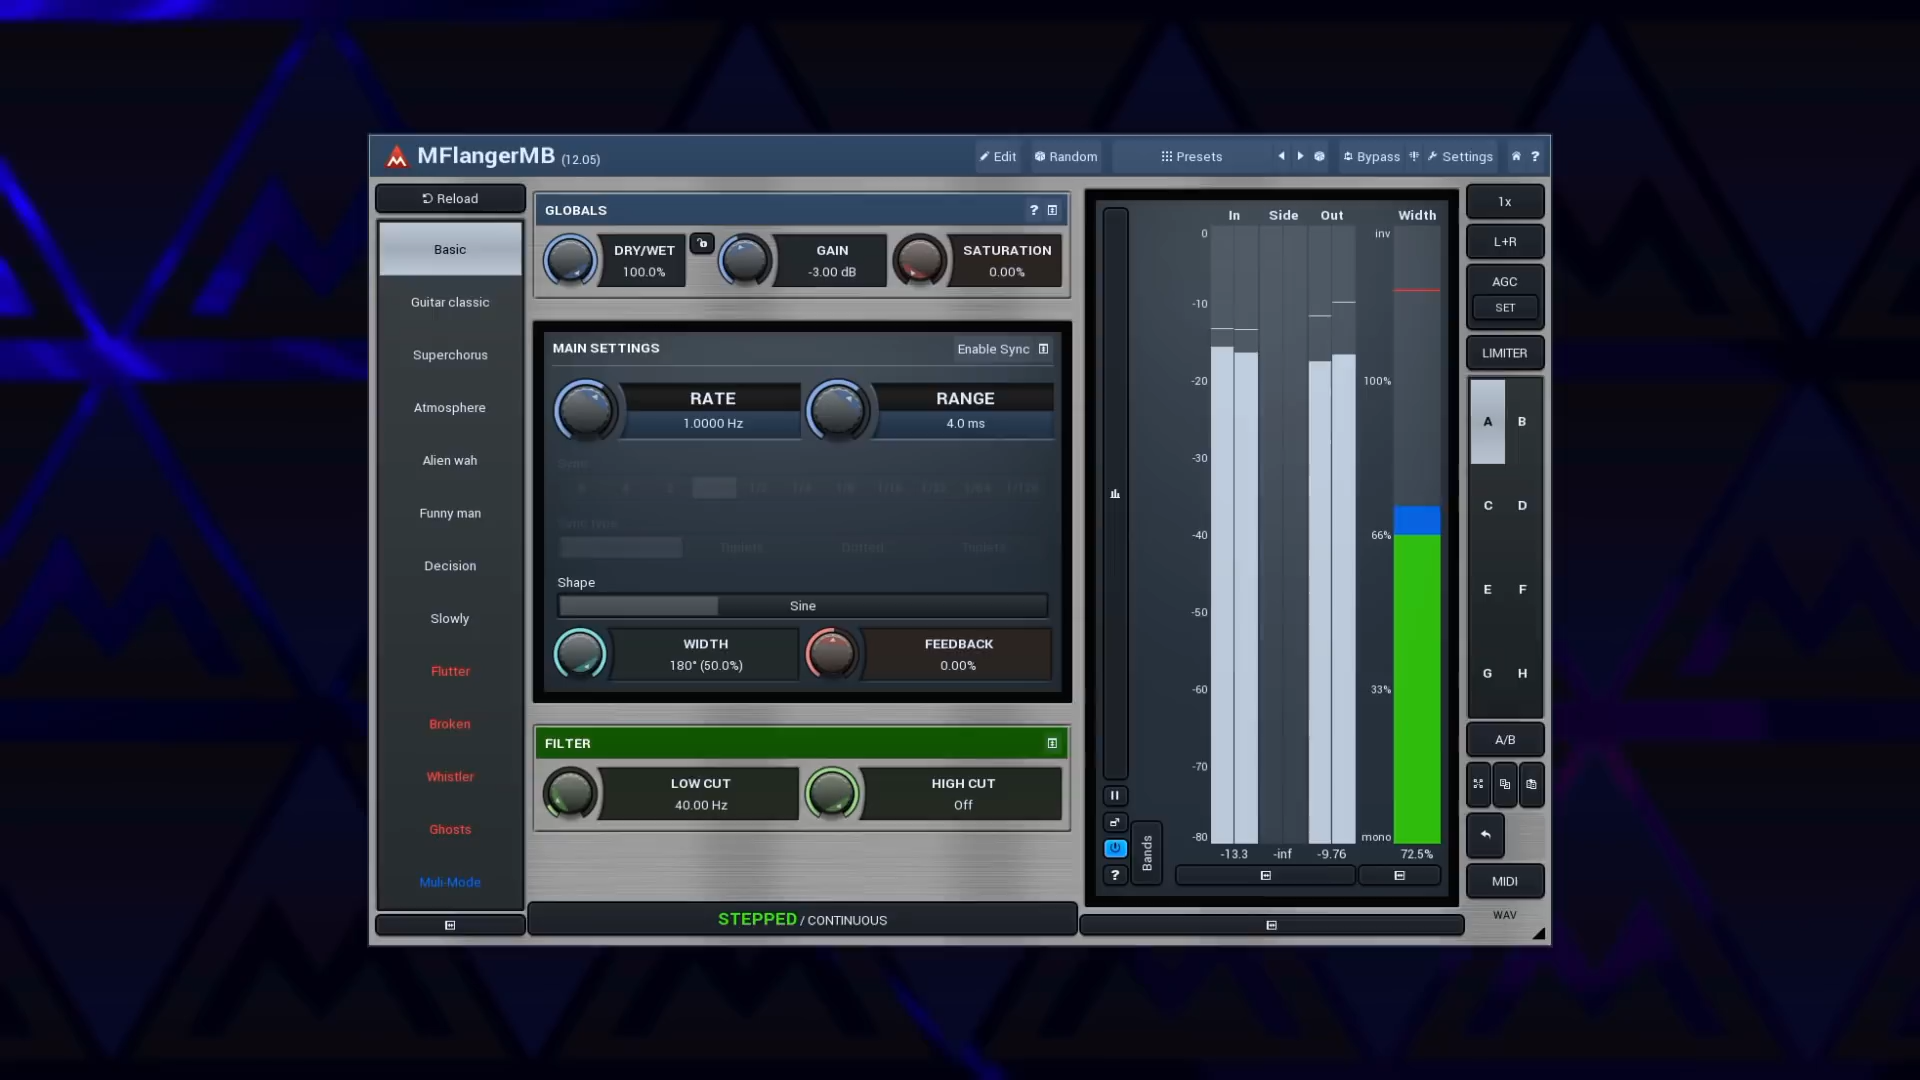 MFlangerMB (12.05)
Edit
Random
Presets
Bypass
Settings
?
Reload
Basic
Guitar classic
Superchorus
Atmosphere
Alien wah
Funny man
Decision
Slowly
Flutter
Broken
Whistler
Ghosts
Muli-Mode
GLOBALS
?
DRY/WET
100.0%
GAIN
-3.00 dB
SATURATION
0.00%
MAIN SETTINGS
Enable Sync
RATE
1.0000 Hz
RANGE
4.0 ms
Sync type
Triplets
Dotted
Triplets
Shape
Sine
WIDTH
180° (50.0%)
FEEDBACK
0.00%
FILTER
LOW CUT
40.00 Hz
HIGH CUT
Off
STEPPED / CONTINUOUS
In
Side
Out
Width
0
-10
-20
-30
-40
-50
-60
-70
-80
inv
100%
66%
33%
mono
-13.3
-inf
-9.76
72.5%
?
Bands
1x
L+R
AGC
SET
LIMITER
A B
C D
E F
G H
A/B
MIDI
WAV